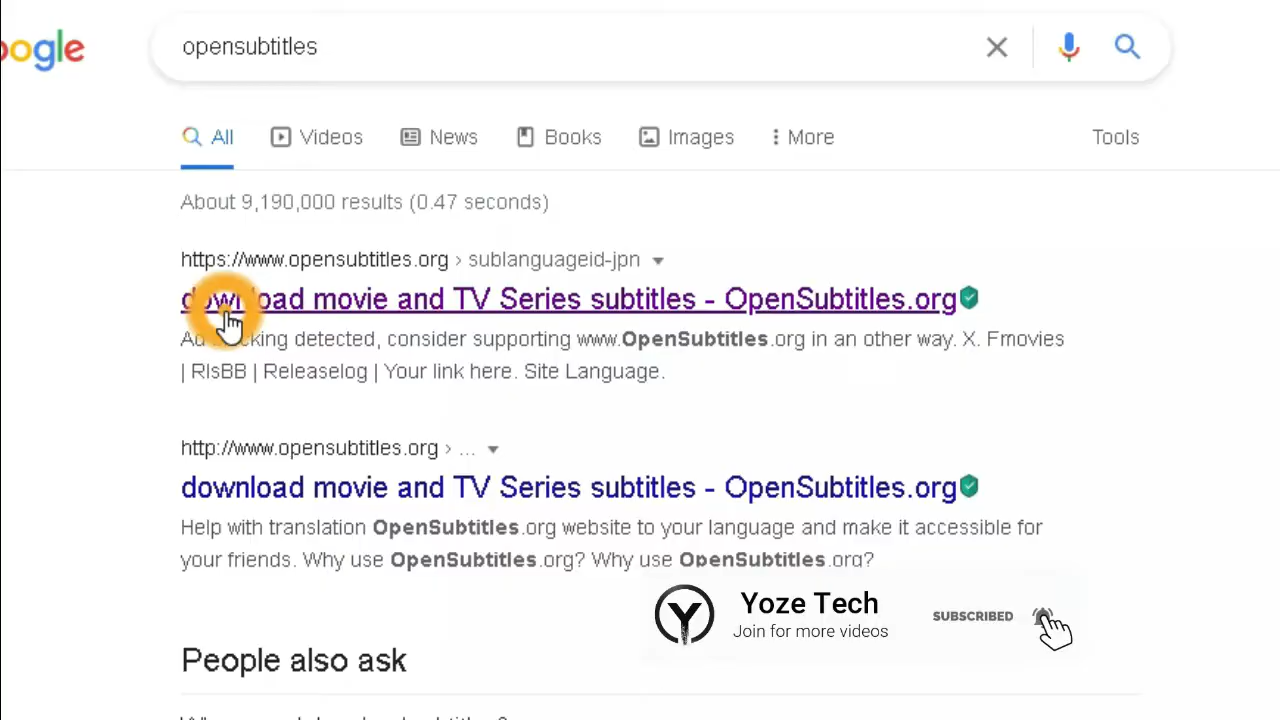 oogle
opensubtitles
All Videos News Books Images More Tools
About 9,190,000 results (0.47 seconds)
https://www.opensubtitles.org › sublanguageid-jpn
download movie and TV Series subtitles - OpenSubtitles.org
Ad blocking detected, consider supporting www.OpenSubtitles.org in an other way. X. Fmovies
| RlsBB | Releaselog | Your link here. Site Language.
http://www.opensubtitles.org › ...
download movie and TV Series subtitles - OpenSubtitles.org
Help with translation OpenSubtitles.org website to your language and make it accessible for
your friends. Why use OpenSubtitles.org? Why use OpenSubtitles.org?
Y Yoze Tech
Join for more videos
SUBSCRIBED
People also ask